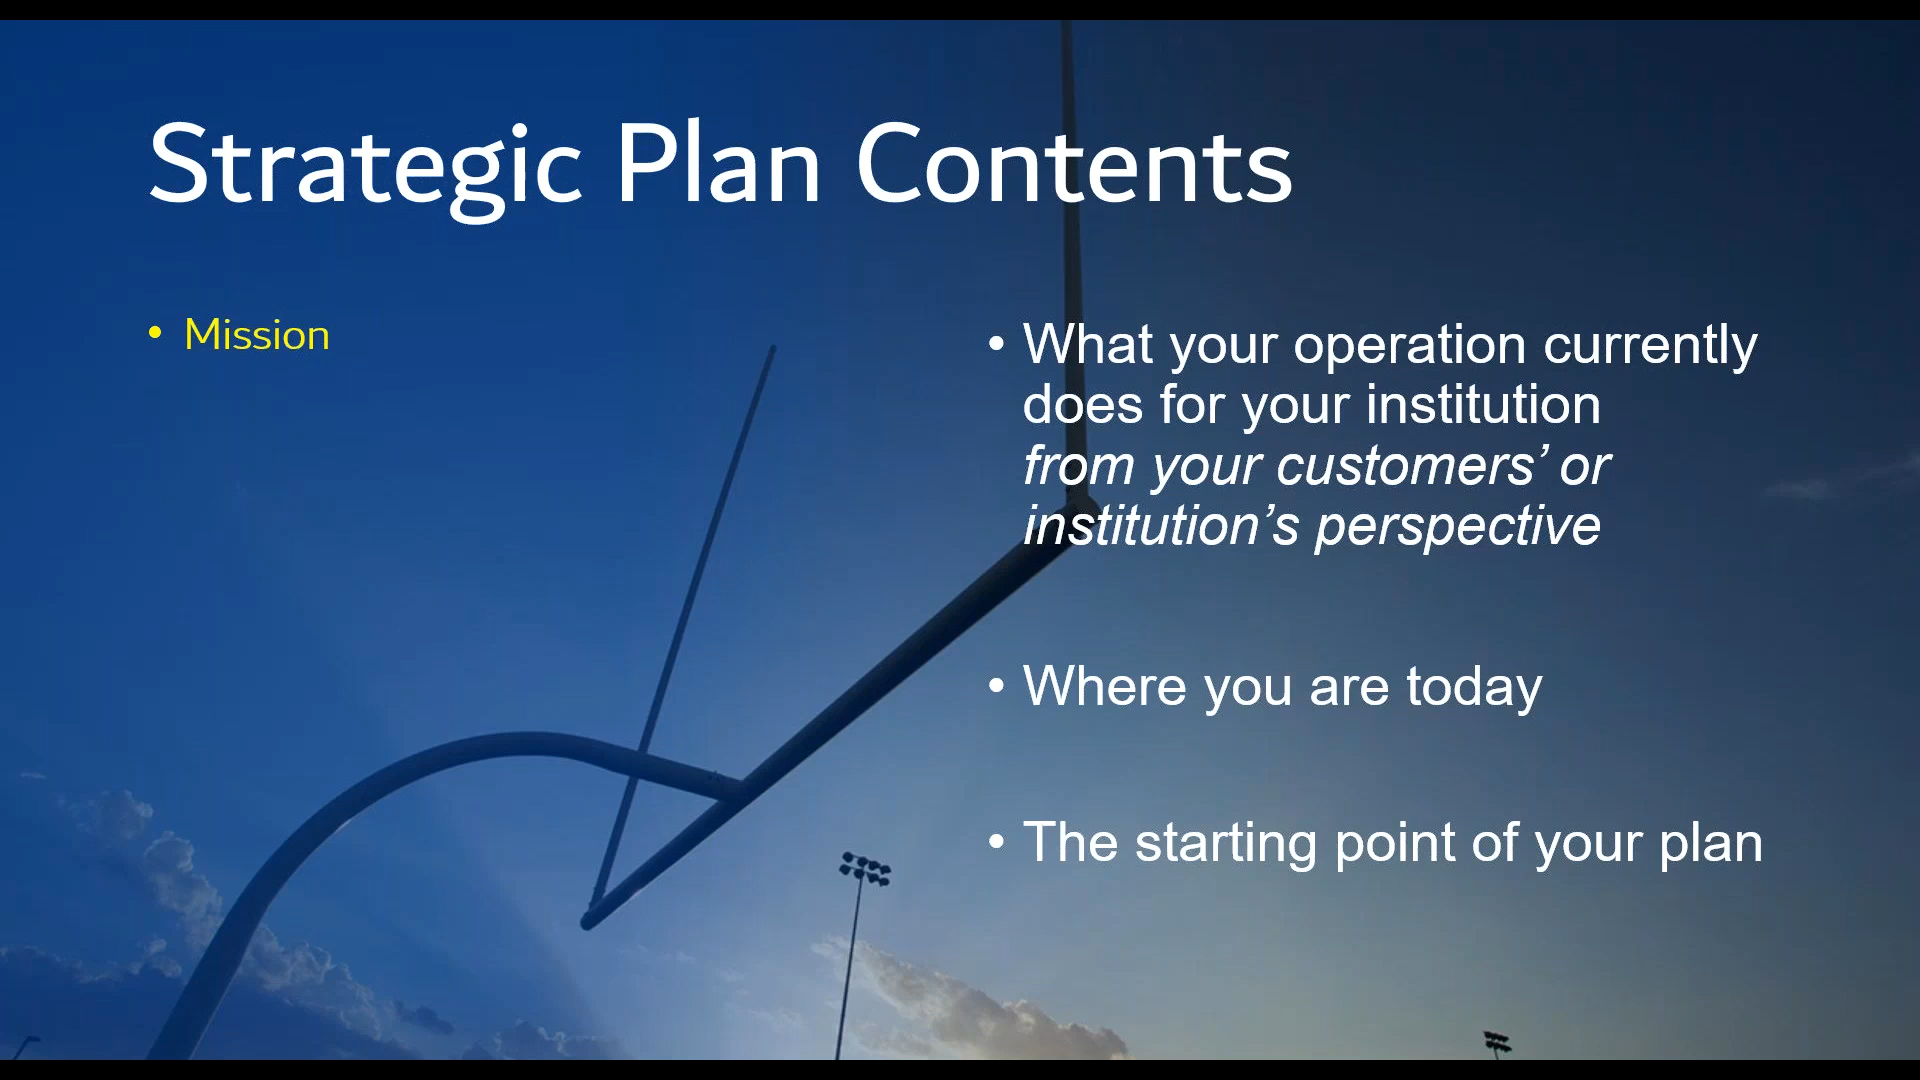 Strategic Plan Contents
• Mission
• What your operation currently
does for your institution
from your customers’ or
institution’s perspective
• Where you are today
• The starting point of your plan